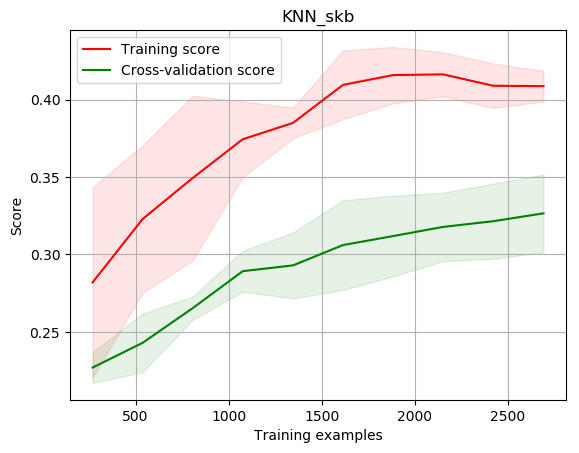 KNN_skb
Training score
Cross-validation score
0.40
0.35
0.30
0.25
Score
500
1000
1500
2000
2500
Training examples